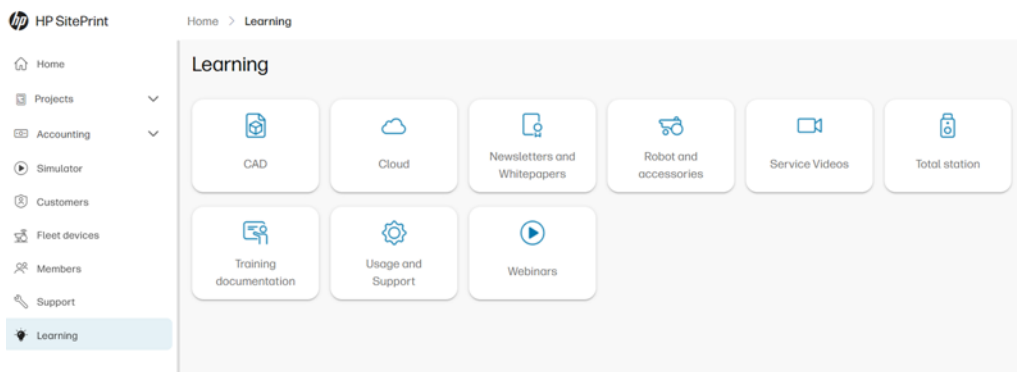 hp HP SitePrint
Home > Learning
Home
Projects
Accounting
Simulator
Customers
Fleet devices
Members
Support
Learning
Learning
CAD
Cloud
Newsletters and
Whitepapers
Robot and
accessories
Service Videos
Total station
Training
documentation
Usage and
Support
Webinars